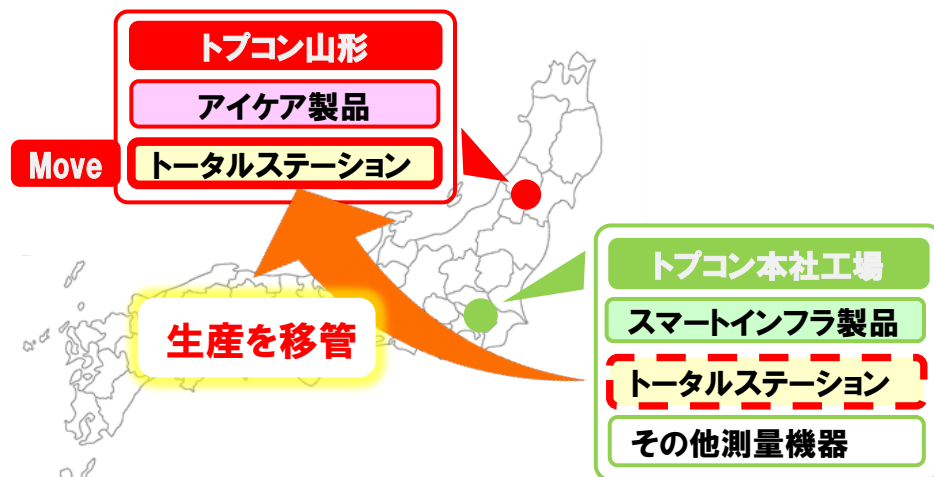 トプコン山形
アイケア製品
Move
トータルステーション
生産を移管
トプコン本社工場
スマートインフラ製品
トータルステーション
その他測量機器